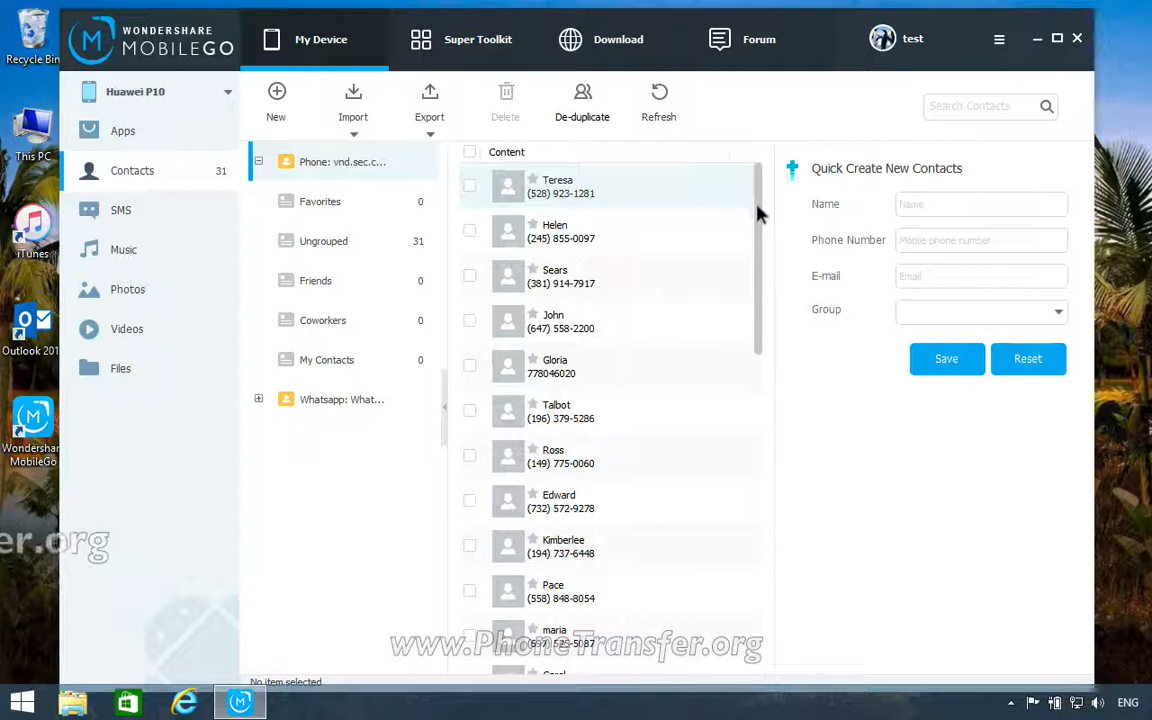 Recycle Bin
This PC
iTunes
Outlook 201
Wondershare
MobileGo
WONDERSHARE
MOBILEGO
My Device
Super Toolkit
Download
Forum
test
Huawei P10
Apps
Contacts 31
SMS
Music
Photos
Videos
Files
New
Import
Export
Delete
De-duplicate
Refresh
Search Contacts
Phone: vnd.sec.c...
Favorites 0
Ungrouped 31
Friends 0
Coworkers 0
My Contacts 0
Whatsapp: What...
Content
Teresa
(528) 923-1281
Helen
(245) 855-0097
Sears
(381) 914-7917
John
(647) 558-2200
Gloria
778046020
Talbot
(196) 379-5286
Ross
(149) 775-0060
Edward
(732) 572-9278
Kimberlee
(194) 737-6448
Pace
(558) 848-8054
maria
Quick Create New Contacts
Name Name
Phone Number Mobile phone number
E-mail Email
Group
Save Reset
No item selected.
er.org
www.PhoneTransfer.org
ENG